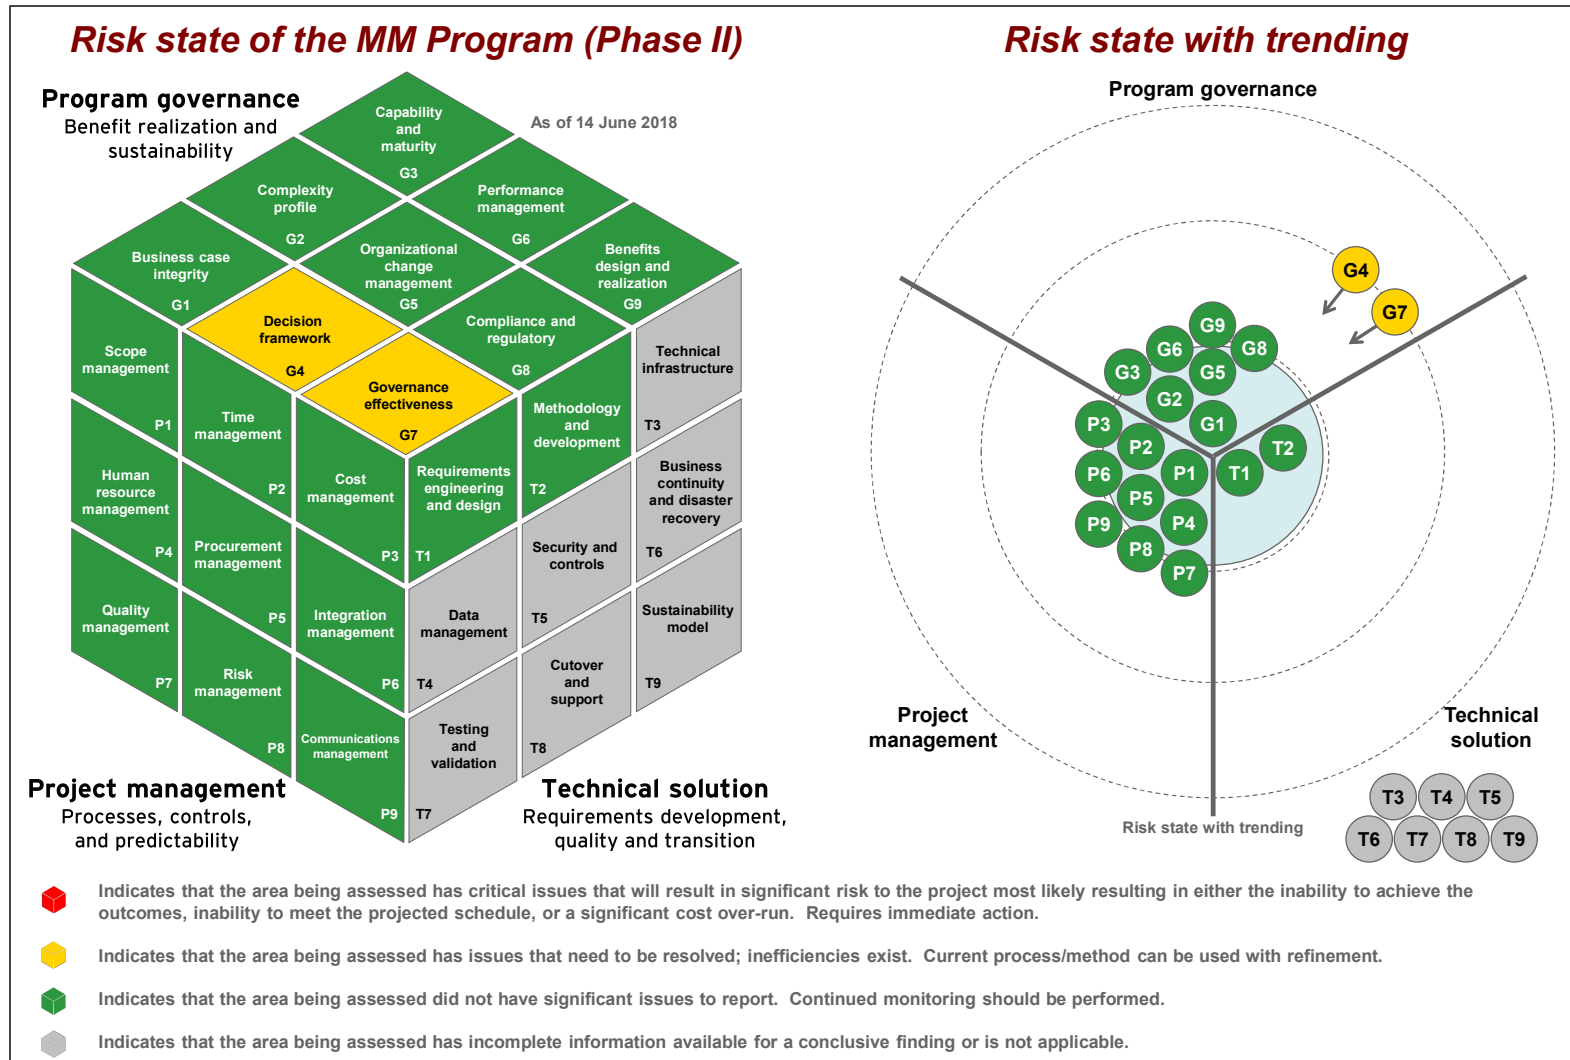 Risk state of the MM Program (Phase II)
Program governance
Benefit realization and
sustainability
As of 14 June 2018
Capability
and
maturity
G3
Complexity
profile
G2
Performance
management
G6
Business case
integrity
G1
Organizational
change
management
G5
Benefits
design and
realization
G9
Decision
framework
G4
Compliance and
regulatory
G8
Governance
effectiveness
G7
Scope
management
P1
Time
management
P2
Cost
management
P3
Human
resource
management
P4
Procurement
management
P5
Integration
management
P6
Quality
management
P7
Risk
management
P8
Communications
management
P9
Requirements
engineering
and design
T1
Methodology
and
development
T2
Technical
infrastructure
T3
Data
management
T4
Security and
controls
T5
Business
continuity
and disaster
recovery
T6
Testing
and
validation
T7
Cutover
and
support
T8
Sustainability
model
T9
Project management
Processes, controls,
and predictability
Technical solution
Requirements development,
quality and transition
Risk state with trending
Program governance
G4
G7
G9
G6
G8
G3
G5
G2
G1
P3
P2
P6
P1
P5
P9
P4
P8
P7
T2
T1
Project
management
Technical
solution
Risk state with trending
T3
T4
T5
T6
T7
T8
T9
Indicates that the area being assessed has critical issues that will result in significant risk to the project most likely resulting in either the inability to achieve the
outcomes, inability to meet the projected schedule, or a significant cost over-run.  Requires immediate action.
Indicates that the area being assessed has issues that need to be resolved; inefficiencies exist.  Current process/method can be used with refinement.
Indicates that the area being assessed did not have significant issues to report.  Continued monitoring should be performed.
Indicates that the area being assessed has incomplete information available for a conclusive finding or is not applicable.